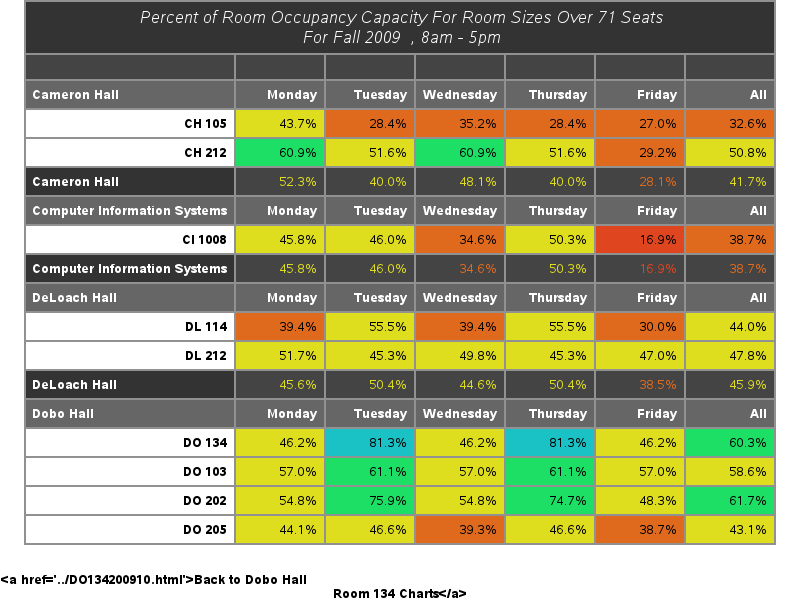 Percent of Room Occupancy Capacity For Room Sizes Over 71 Seats
For Fall 2009 , 8am - 5pm
Cameron Hall Monday Tuesday Wednesday Thursday Friday All
CH 105 43.7% 28.4% 35.2% 28.4% 27.0% 32.6%
CH 212 60.9% 51.6% 60.9% 51.6% 29.2% 50.8%
Cameron Hall 52.3% 40.0% 48.1% 40.0% 28.1% 41.7%
Computer Information Systems Monday Tuesday Wednesday Thursday Friday All
CI 1008 45.8% 46.0% 34.6% 50.3% 16.9% 38.7%
Computer Information Systems 45.8% 46.0% 34.6% 50.3% 16.9% 38.7%
DeLoach Hall Monday Tuesday Wednesday Thursday Friday All
DL 114 39.4% 55.5% 39.4% 55.5% 30.0% 44.0%
DL 212 51.7% 45.3% 49.8% 45.3% 47.0% 47.8%
DeLoach Hall 45.6% 50.4% 44.6% 50.4% 38.5% 45.9%
Dobo Hall Monday Tuesday Wednesday Thursday Friday All
DO 134 46.2% 81.3% 46.2% 81.3% 46.2% 60.3%
DO 103 57.0% 61.1% 57.0% 61.1% 57.0% 58.6%
DO 202 54.8% 75.9% 54.8% 74.7% 48.3% 61.7%
DO 205 44.1% 46.6% 39.3% 46.6% 38.7% 43.1%
<a href='../DO134200910.html'>Back to Dobo Hall
Room 134 Charts</a>